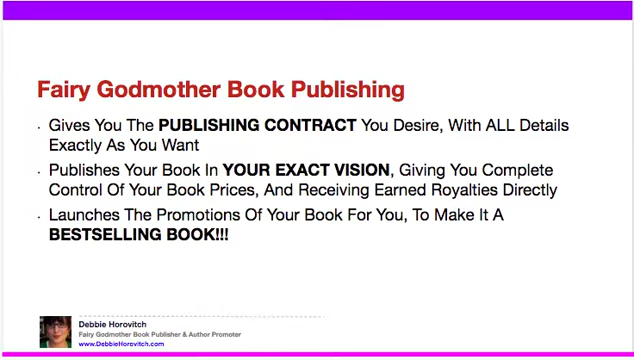 Fairy Godmother Book Publishing
· Gives You The PUBLISHING CONTRACT You Desire, With ALL Details
Exactly As You Want
· Publishes Your Book In YOUR EXACT VISION, Giving You Complete
Control Of Your Book Prices, And Receiving Earned Royalties Directly
· Launches The Promotions Of Your Book For You, To Make It A
BESTSELLING BOOK!!!
Debbie Horovitch
Fairy Godmother Book Publisher & Author Promoter
www.DebbieHorovitch.com